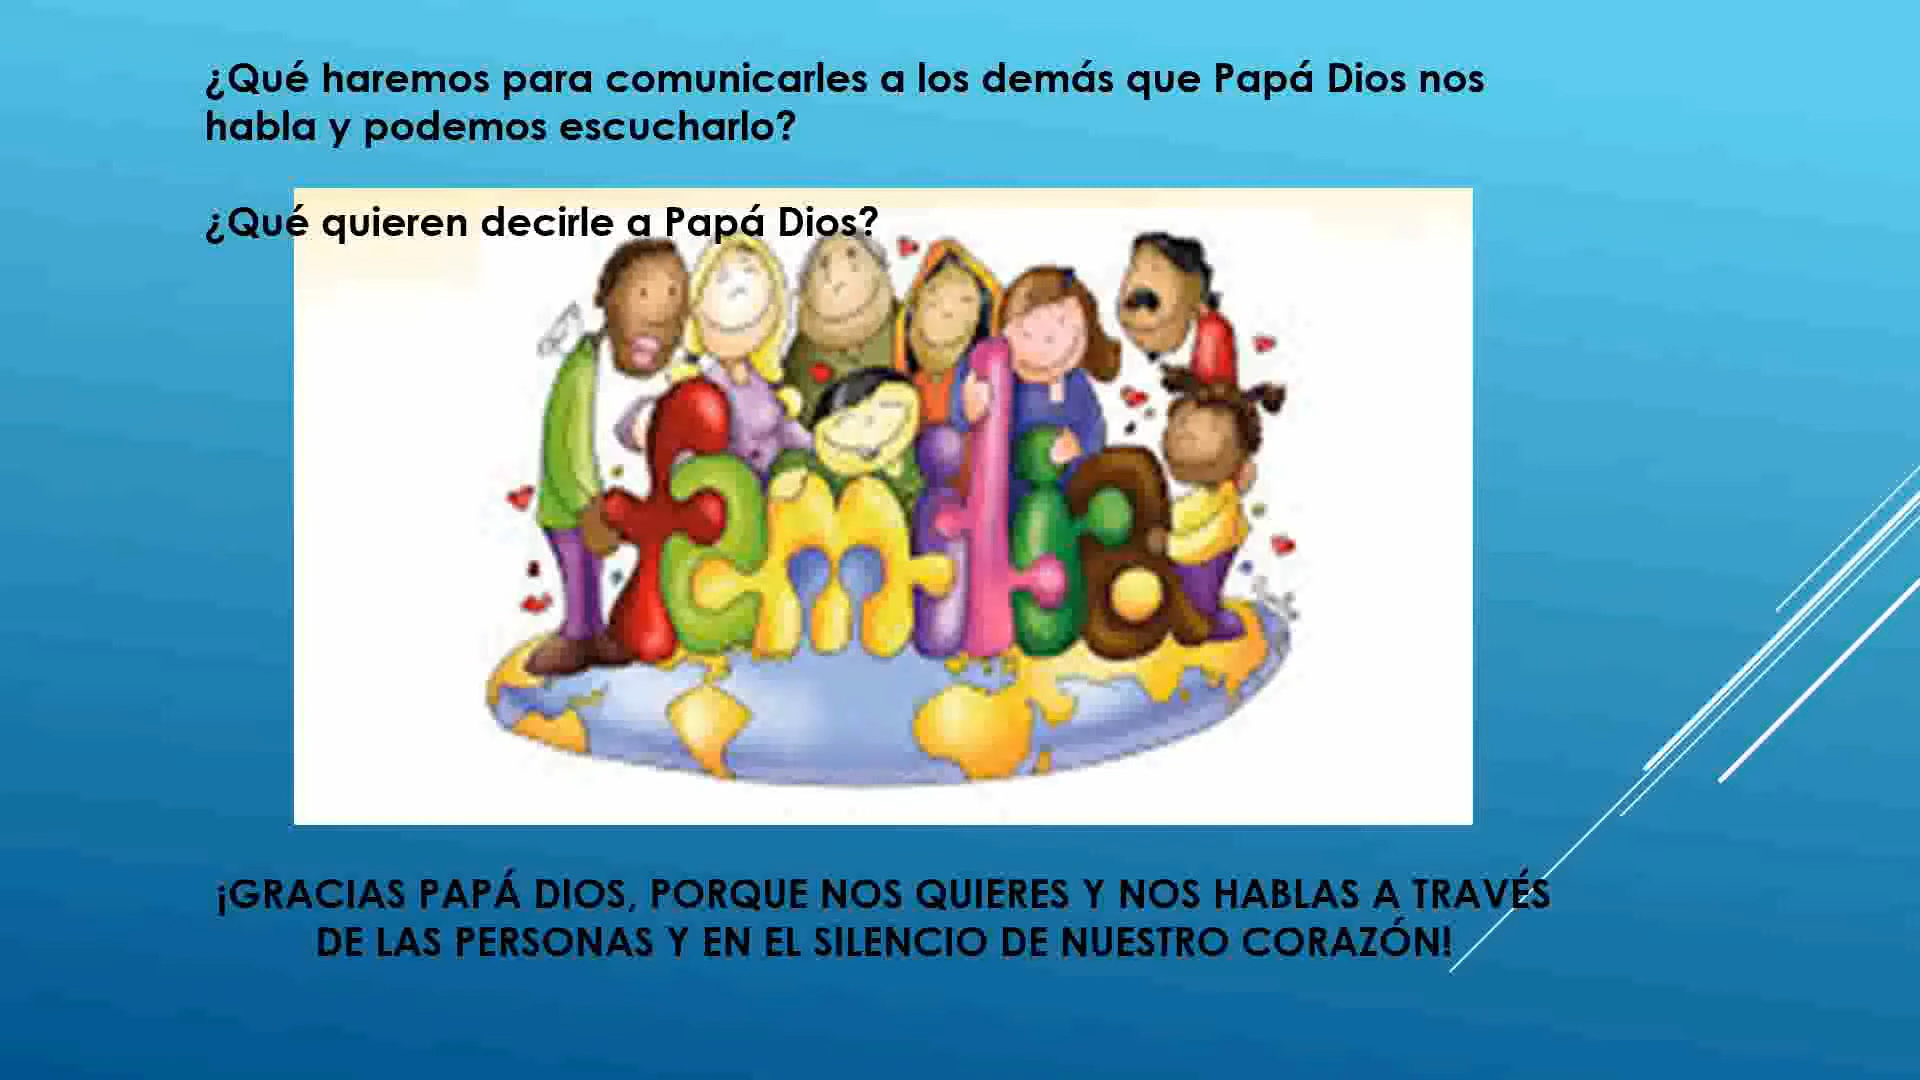 ¿Qué haremos para comunicarles a los demás que Papá Dios nos
habla y podemos escucharlo?
¿Qué quieren decirle a Papá Dios?
familia
¡GRACIAS PAPÁ DIOS, PORQUE NOS QUIERES Y NOS HABLAS A TRAVÉS
DE LAS PERSONAS Y EN EL SILENCIO DE NUESTRO CORAZÓN!